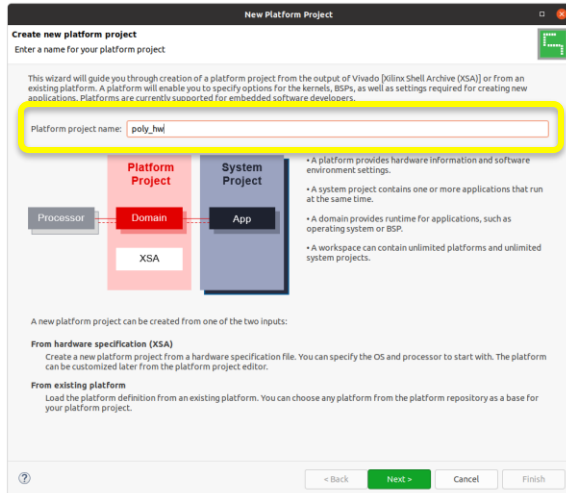 New Platform Project
Create new platform project
Enter a name for your platform project
This wizard will guide you through creation of a platform project from the output of Vivado [Xilinx Shell Archive (XSA)] or from an
existing platform. A platform will enable you to specify options for the kernels, BSPs, as well as settings required for creating new
applications. Platforms are currently supported for embedded software developers.
Platform project name: poly_hw
Platform
Project
System
Project
Processor
Domain
App
XSA
• A platform provides hardware information and software
environment settings.
• A system project contains one or more applications that run
at the same time.
• A domain provides runtime for applications, such as
operating system or BSP.
• A workspace can contain unlimited platforms and unlimited
system projects.
A new platform project can be created from one of the two inputs:
From hardware specification (XSA)
Create a new platform project from a hardware specification file. You can specify the OS and processor to start with. The platform
can be customized later from the platform project editor.
From existing platform
Load the platform definition from an existing platform. You can choose any platform from the platform repository as a base for
your platform project.
?
< Back
Next >
Cancel
Finish